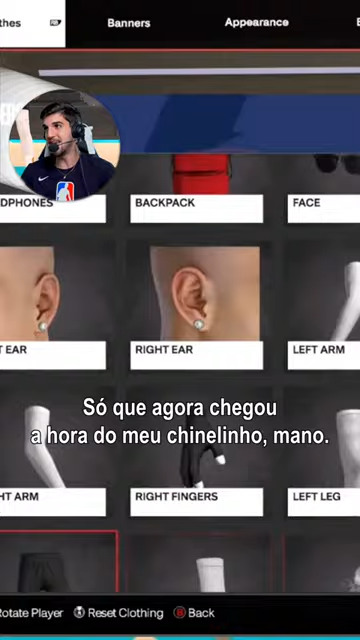 thes
Banners
Appearance
DPHONES
BACKPACK
FACE
T EAR
RIGHT EAR
LEFT ARM
Só que agora chegou
a hora do meu chinelinho, mano.
HT ARM
RIGHT FINGERS
LEFT LEG
Rotate Player
Reset Clothing
B Back